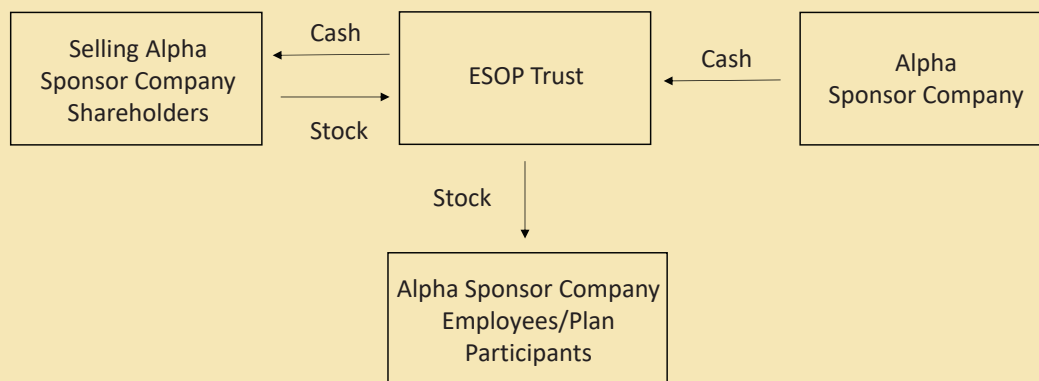 Selling Alpha
Sponsor Company
Shareholders
Cash
Stock
ESOP Trust
Cash
Alpha
Sponsor Company
Stock
Alpha Sponsor Company
Employees/Plan
Participants